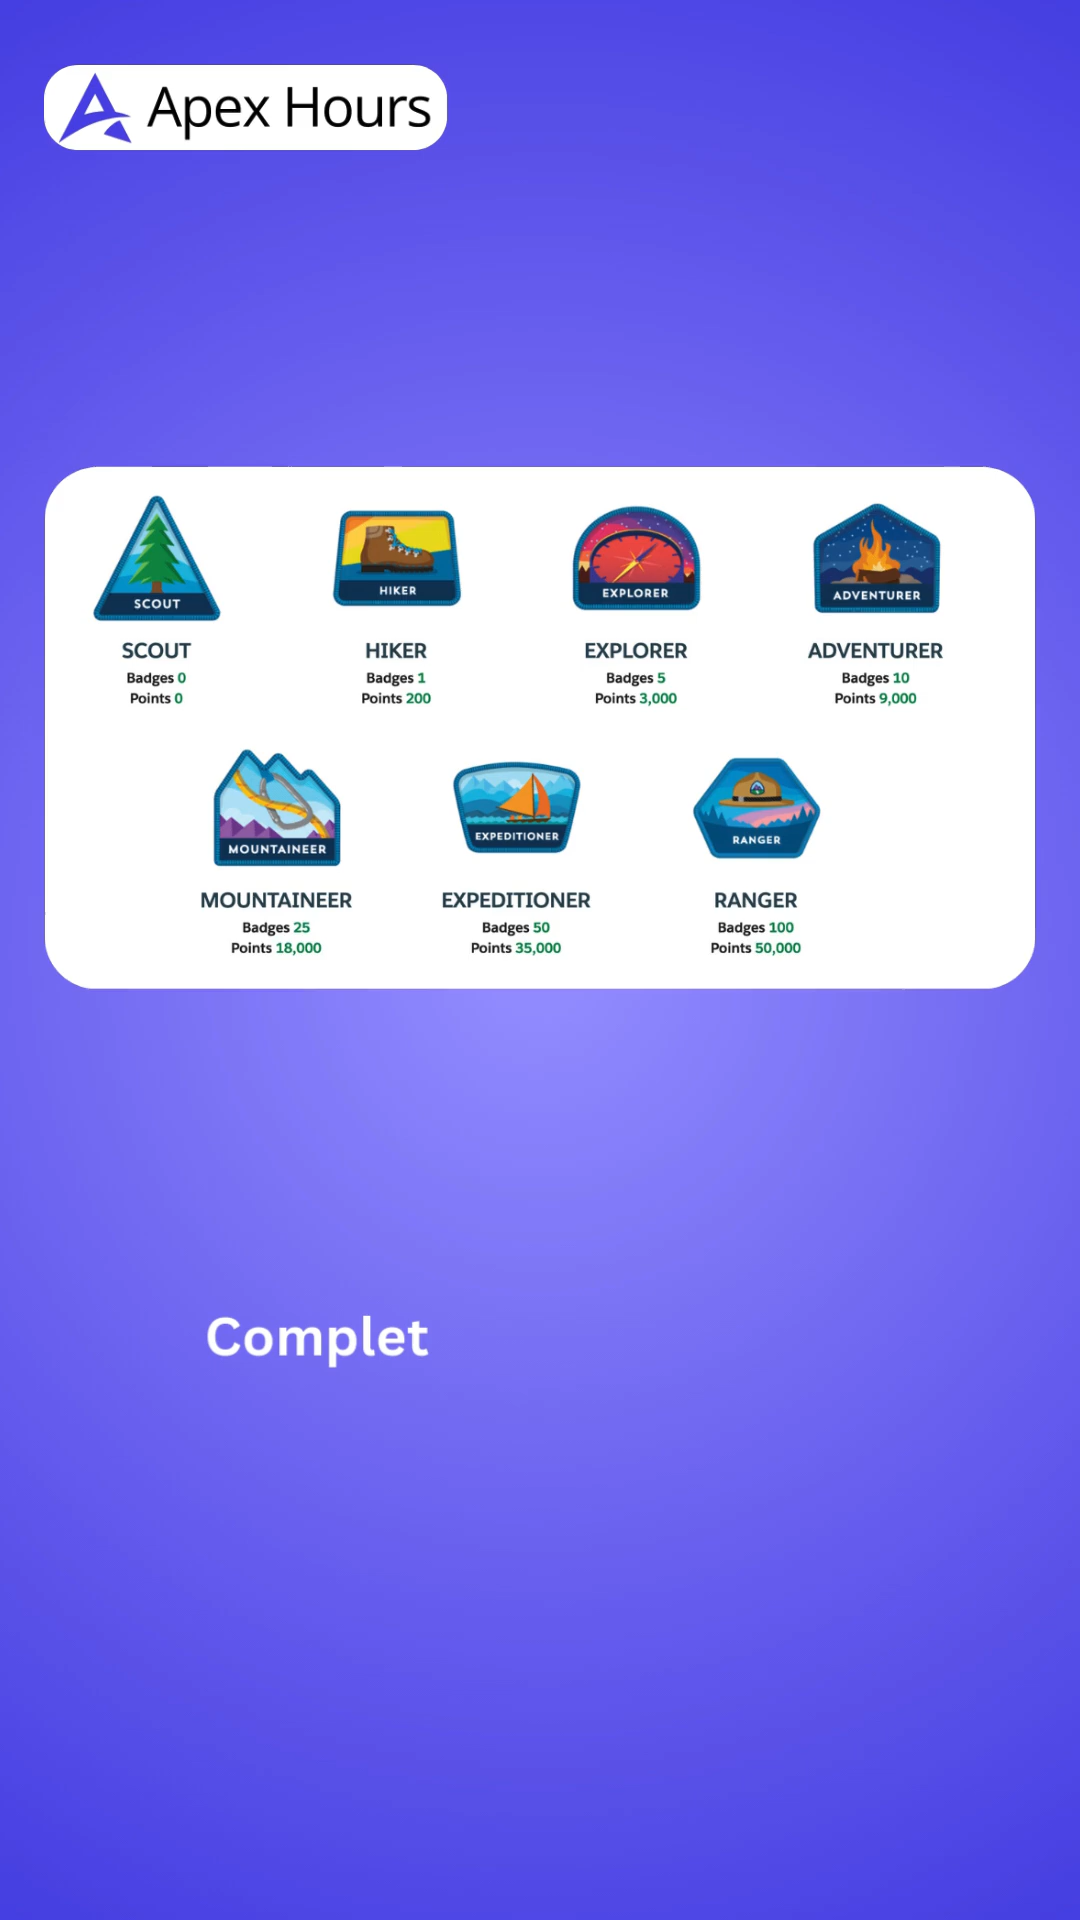 Apex Hours
SCOUT
HIKER
EXPLORER
ADVENTURER
SCOUT
HIKER
EXPLORER
ADVENTURER
Badges 0
Badges 1
Badges 5
Badges 10
Points 0
Points 200
Points 3,000
Points 9,000
MOUNTAINEER
EXPEDITIONER
RANGER
MOUNTAINEER
EXPEDITIONER
RANGER
Badges 25
Badges 50
Badges 100
Points 18,000
Points 35,000
Points 50,000
Complet